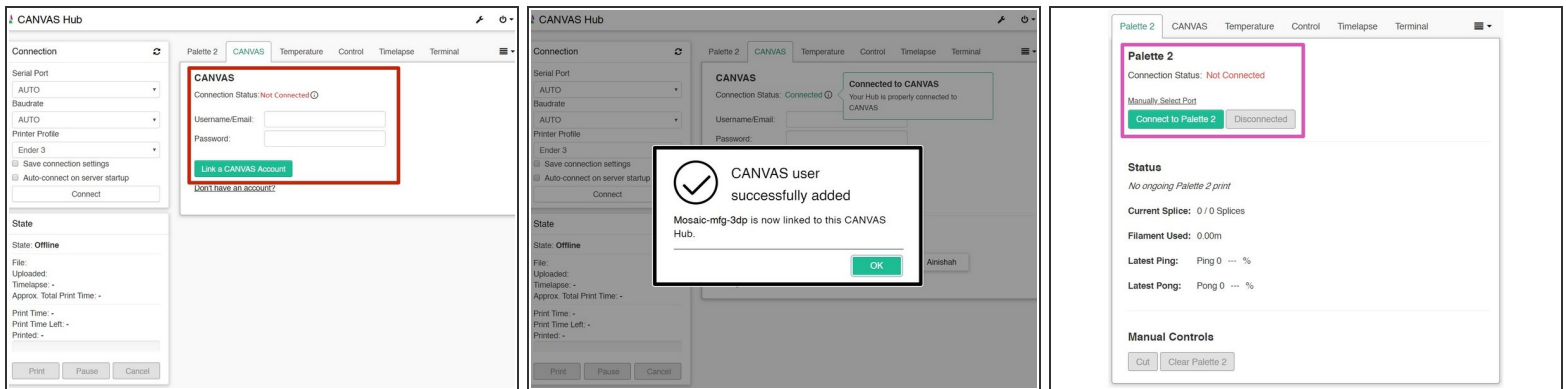 CANVAS Hub
Connection
Serial Port
AUTO
Baudrate
AUTO
Printer Profile
Ender 3
Save connection settings
Auto-connect on server startup
Connect
State
State: Offline
File:
Uploaded:
Timelapse: -
Approx. Total Print Time: -
Print Time: -
Print Time Left: -
Printed: -
Print Pause Cancel
Palette 2 CANVAS Temperature Control Timelapse Terminal
CANVAS
Connection Status: Not Connected
Username/Email:
Password:
Link a CANVAS Account
Don't have an account?
CANVAS Hub
Connection
Serial Port
AUTO
Baudrate
AUTO
Printer Profile
Ender 3
Save connection settings
Auto-connect on server startup
Connect
State
State: Offline
File:
Uploaded:
Timelapse: -
Approx. Total Print Time: -
Print Time: -
Print Time Left: -
Printed: -
Print Pause Cancel
Palette 2 CANVAS Temperature Control Timelapse Terminal
CANVAS
Connection Status: Connected
Connected to CANVAS
Your Hub is properly connected to
CANVAS
Username/Email:
Password:
CANVAS user
successfully added
Mosaic-mfg-3dp is now linked to this CANVAS
Hub.
OK
Ainishah
Palette 2 CANVAS Temperature Control Timelapse Terminal
Palette 2
Connection Status: Not Connected
Manually Select Port
Connect to Palette 2 Disconnected
Status
No ongoing Palette 2 print
Current Splice: 0 / 0 Splices
Filament Used: 0.00m
Latest Ping: Ping 0 --- %
Latest Pong: Pong 0 --- %
Manual Controls
Cut Clear Palette 2